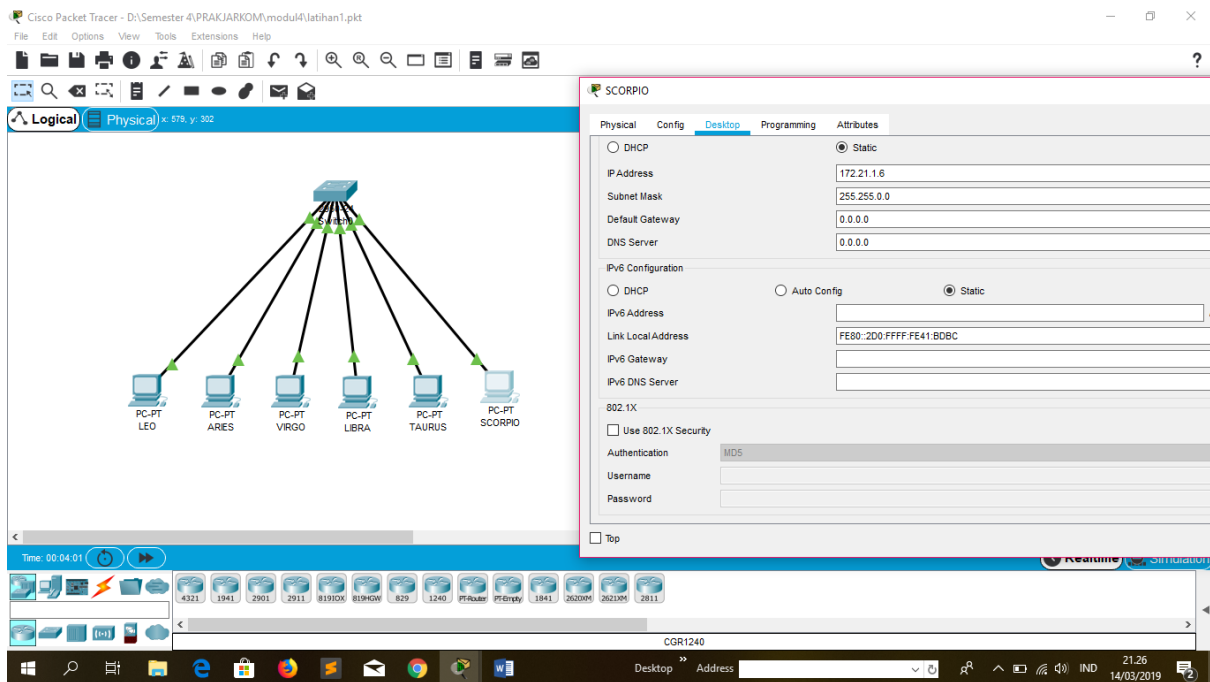 Cisco Packet Tracer - D:\Semester 4\PRAKJARKOM\modul4\latihan1.pkt
File Edit Options View Tools Extensions Help
?
Logical Physical x: 579, y: 302
Switch0
PC-PT
LEO
PC-PT
ARIES
PC-PT
VIRGO
PC-PT
LIBRA
PC-PT
TAURUS
PC-PT
SCORPIO
SCORPIO
Physical Config Desktop Programming Attributes
DHCP Static
IP Address 172.21.1.6
Subnet Mask 255.255.0.0
Default Gateway 0.0.0.0
DNS Server 0.0.0.0
IPv6 Configuration
DHCP Auto Config Static
IPv6 Address
Link Local Address FE80::2D0:FFFF:FE41:BDBC
IPv6 Gateway
IPv6 DNS Server
802.1X
Use 802.1X Security
Authentication MD5
Username
Password
Top
Time: 00:04:01
Realtime Simulation
4321 1941 2901 2911 819IOX 819HGW 829 1240 PT-Router PT-Empty 1841 2620XM 2621XM 2811
CGR1240
Desktop Address IND
21.26
14/03/2019
2